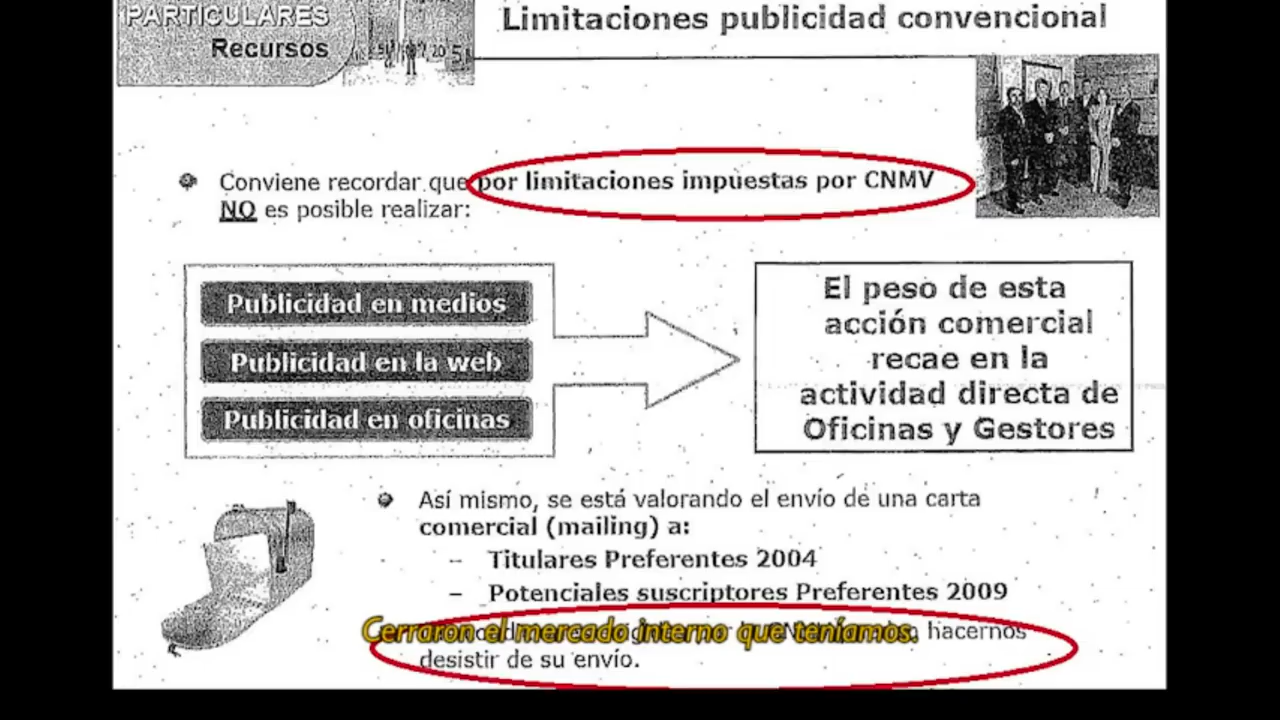 PARTICULARES
Recursos
Limitaciones publicidad convencional
Conviene recordar que por limitaciones impuestas por CNMV
NO es posible realizar:
Publicidad en medios
Publicidad en la web
Publicidad en oficinas
El peso de esta
acción comercial
recae en la
actividad directa de
Oficinas y Gestores
Así mismo, se está valorando el envío de una carta
comercial (mailing) a:
– Titulares Preferentes 2004
– Potenciales suscriptores Preferentes 2009
Cerraron el mercado interno que teníamos.
hacernos
desistir de su envío.